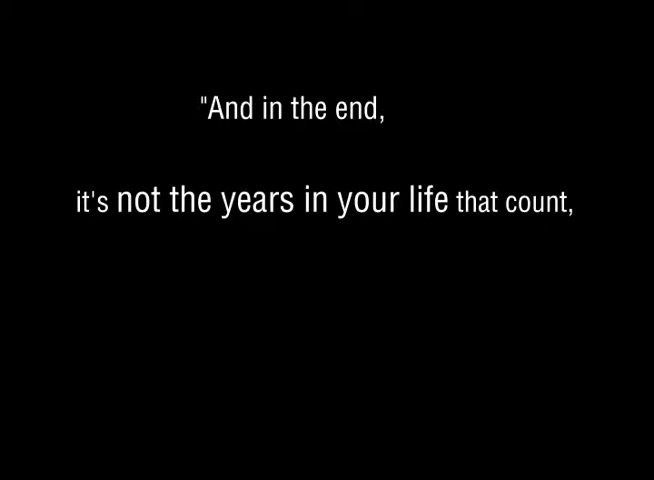 "And in the end,
it's not the years in your life that count,